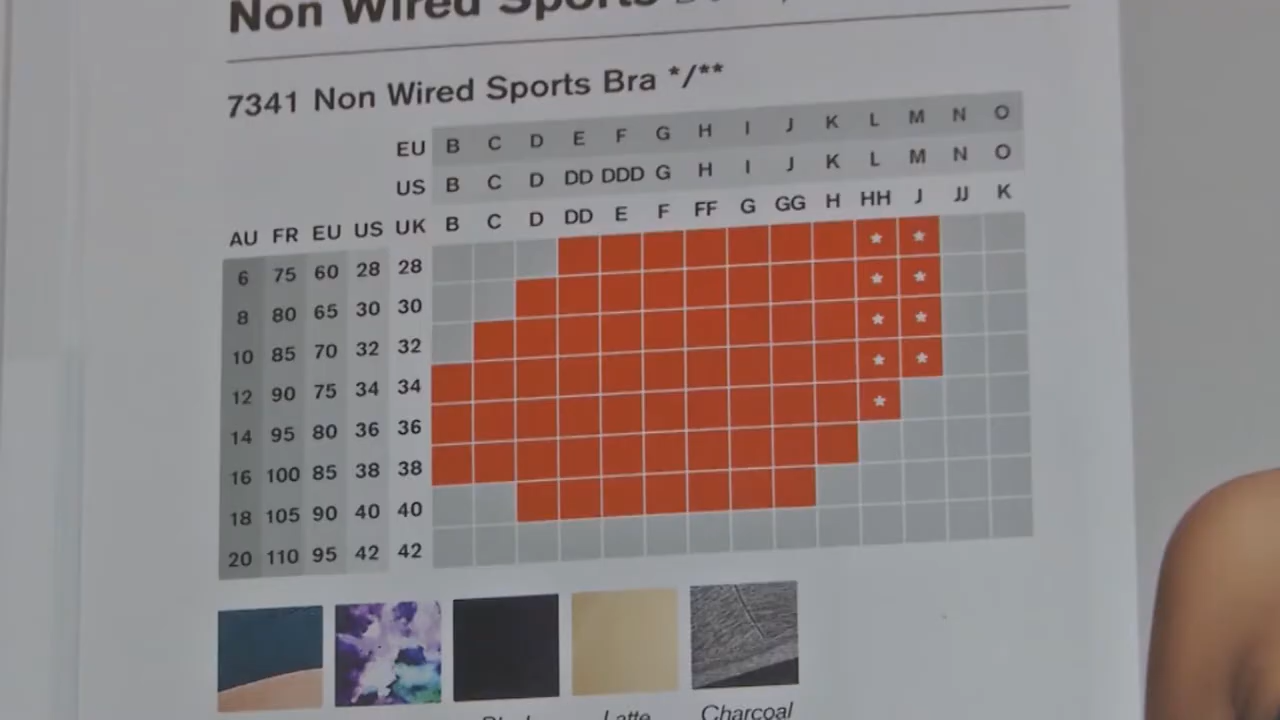 Non Wired Sports
7341 Non Wired Sports Bra */**
EU B C D E F G H I J K L M N O
US B C D DD DDD G H I J K L M N O
AU FR EU US UK B C D DD E F FF G GG H HH J JJ K
6 75 60 28 28 ★ ★
8 80 65 30 30 ★ ★
10 85 70 32 32 ★ ★
12 90 75 34 34 ★ ★
14 95 80 36 36 ★
16 100 85 38 38
18 105 90 40 40
20 110 95 42 42
Latte Charcoal